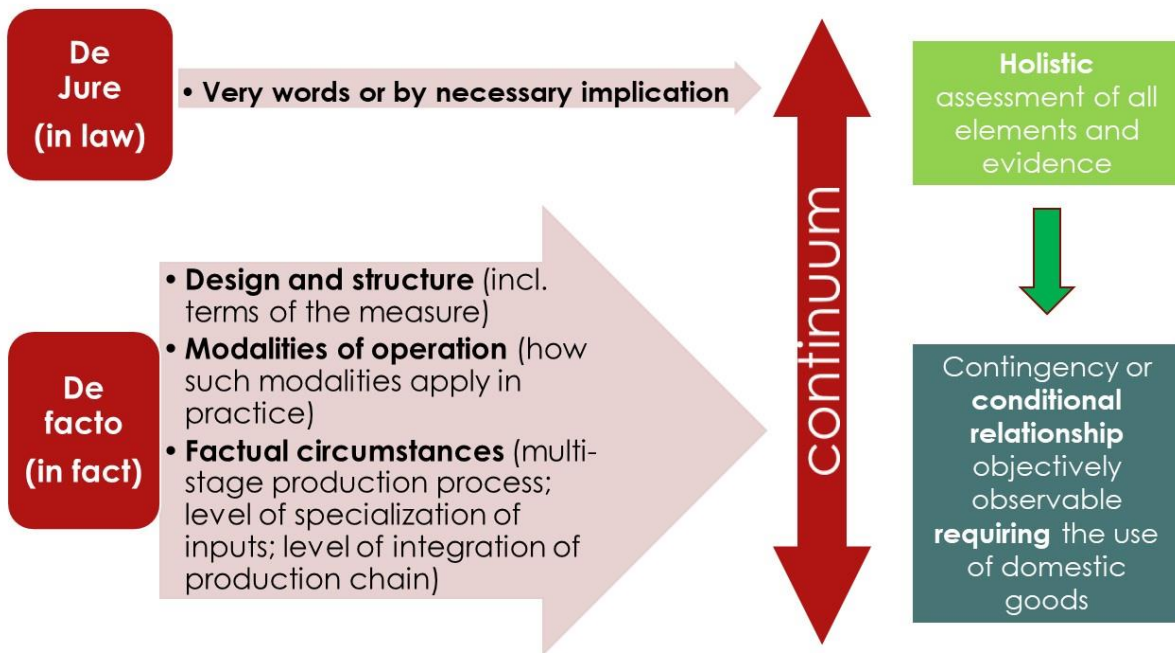 De
Jure
(in law)
• Very words or by necessary implication
De
facto
(in fact)
• Design and structure (incl.
terms of the measure)
• Modalities of operation (how
such modalities apply in
practice)
• Factual circumstances (multi-
stage production process;
level of specialization of
inputs; level of integration of
production chain)
continuum
Holistic
assessment of all
elements and
evidence
Contingency or
conditional
relationship
objectively
observable
requiring the use
of domestic
goods